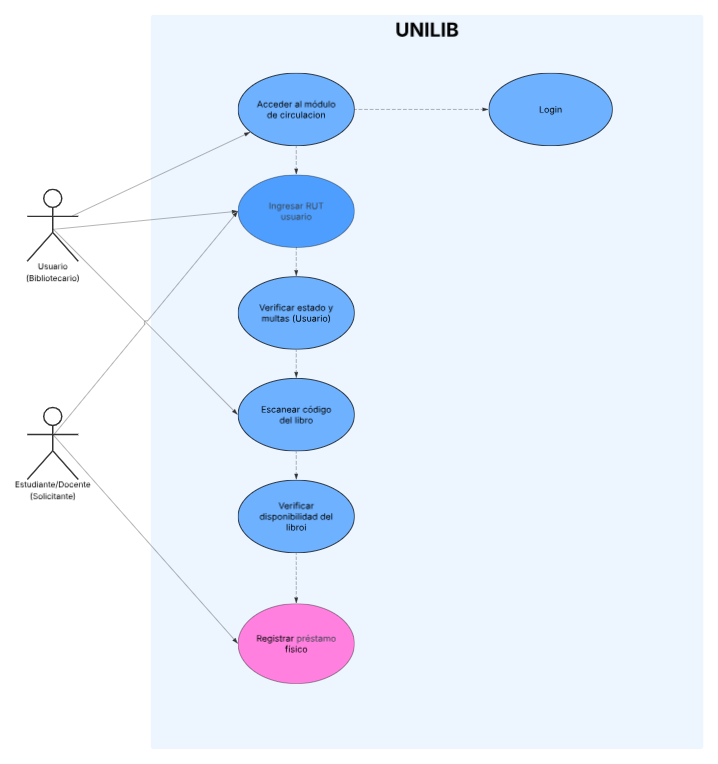 UNILIB
Acceder al módulo
de circulacion
Login
Ingresar RUT
usuario
Usuario
(Bibliotecario)
Verificar estado y
multas (Usuario)
Escanear código
del libro
Estudiante/Docente
(Solicitante)
Verificar
disponibilidad del
libroi
Registrar préstamo
físico